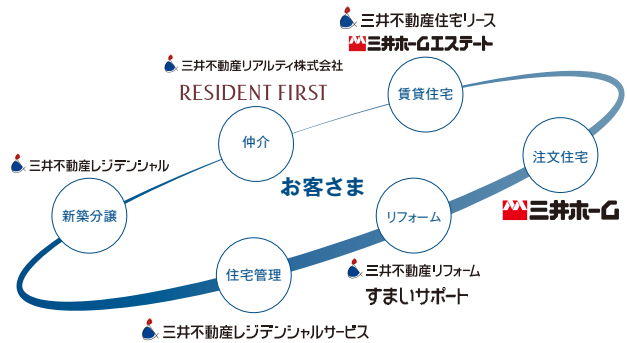 三井不動産住宅リース
三井ホームエステート
三井不動産リアルティ株式会社
RESIDENT FIRST
賃貸住宅
仲介
注文住宅
三井不動産レジデンシャル
お客さま
新築分譲
リフォーム
三井ホーム
住宅管理
三井不動産リフォーム
すまいサポート
三井不動産レジデンシャルサービス